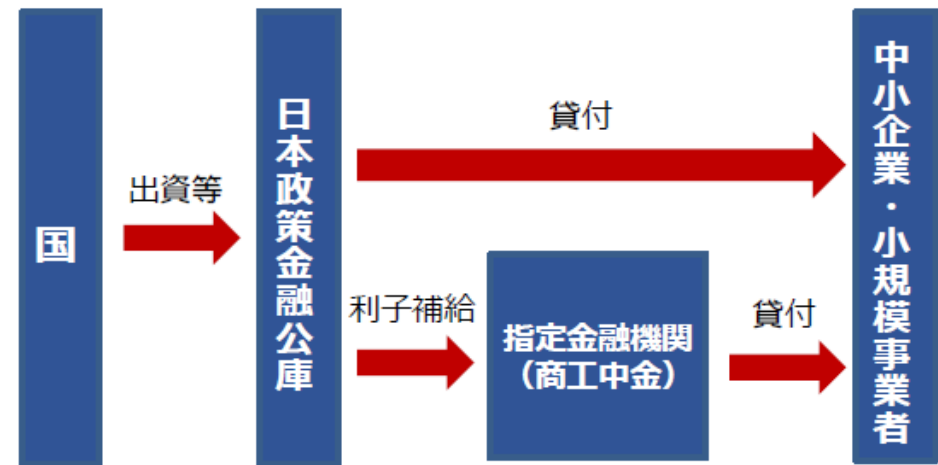 国
出資等
日本政策金融公庫
貸付
利子補給
指定金融機関
（商工中金）
貸付
中小企業・小規模事業者